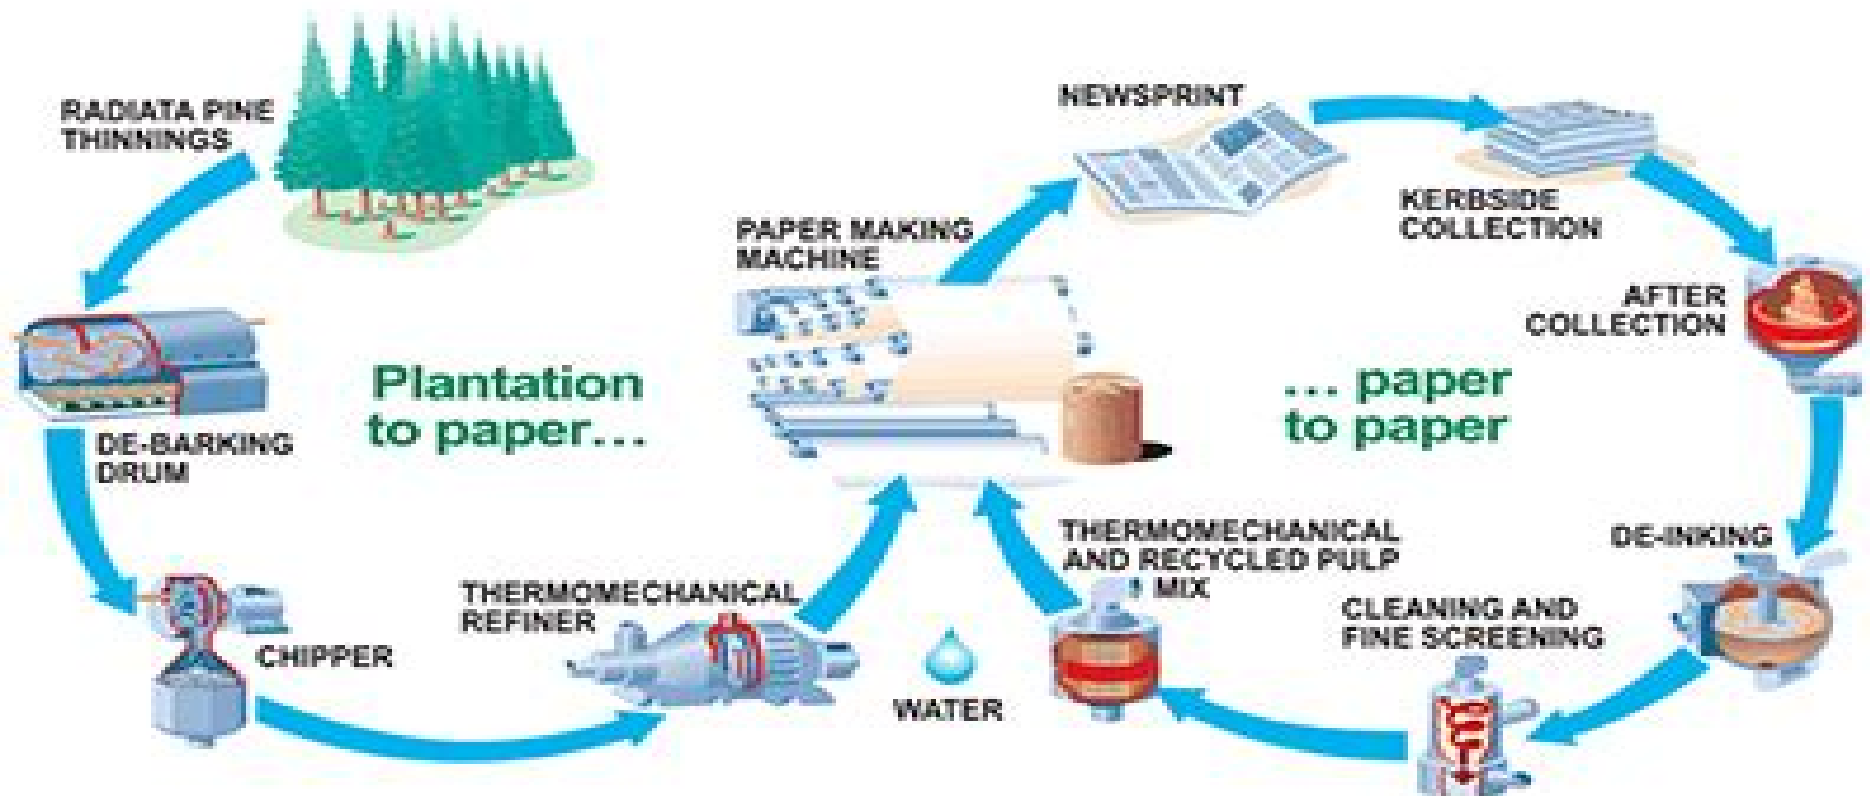 RADIATA PINE
THINNINGS
DE-BARKING
DRUM
CHIPPER
THERMOMECHANICAL
REFINER
Plantation
to paper...
WATER
PAPER MAKING
MACHINE
NEWSPRINT
KERBSIDE
COLLECTION
AFTER
COLLECTION
... paper
to paper
DE-INKING
CLEANING AND
FINE SCREENING
THERMOMECHANICAL
AND RECYCLED PULP
MIX